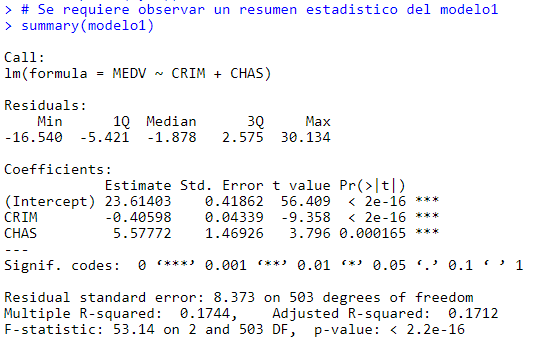 > # Se requiere observar un resumen estadistico del modelo1
> summary(modelo1)
Call:
lm(formula = MEDV ~ CRIM + CHAS)
Residuals:
    Min      1Q  Median      3Q     Max
-16.540  -5.421  -1.878   2.575  30.134
Coefficients:
            Estimate Std. Error t value Pr(>|t|)
(Intercept) 23.61403    0.41862  56.409  < 2e-16 ***
CRIM        -0.40598    0.04339  -9.358  < 2e-16 ***
CHAS         5.57772    1.46926   3.796 0.000165 ***
---
Signif. codes:  0 ‘***’ 0.001 ‘**’ 0.01 ‘*’ 0.05 ‘.’ 0.1 ‘ ’ 1
Residual standard error: 8.373 on 503 degrees of freedom
Multiple R-squared:  0.1744,    Adjusted R-squared:  0.1712
F-statistic: 53.14 on 2 and 503 DF,  p-value: < 2.2e-16